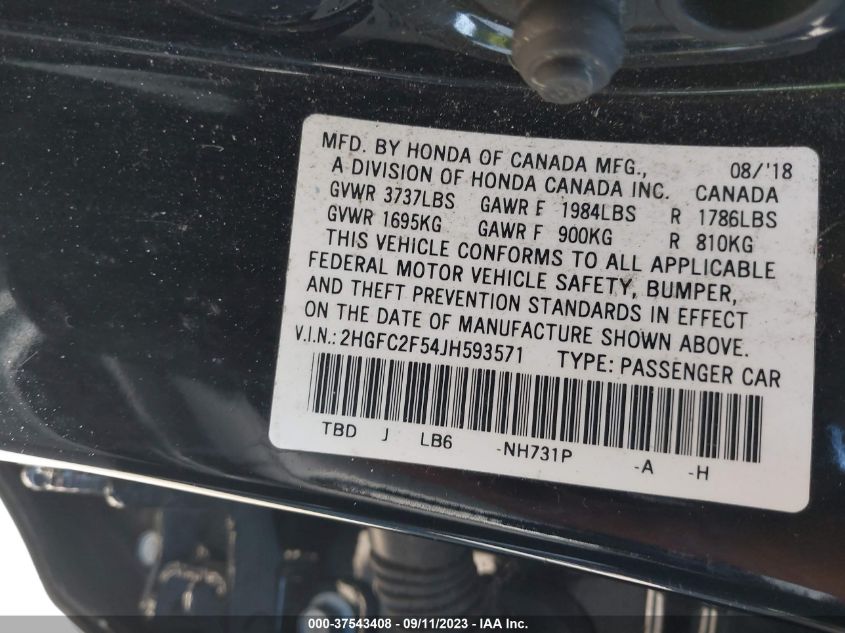 MFD. BY HONDA OF CANADA MFG., 08/'18
A DIVISION OF HONDA CANADA INC. CANADA
GVWR 3737LBS GAWR F 1984LBS R 1786LBS
GVWR 1695KG GAWR F 900KG R 810KG
THIS VEHICLE CONFORMS TO ALL APPLICABLE
FEDERAL MOTOR VEHICLE SAFETY, BUMPER,
AND THEFT PREVENTION STANDARDS IN EFFECT
ON THE DATE OF MANUFACTURE SHOWN ABOVE.
V.I.N.: 2HGFC2F54JH593571 TYPE: PASSENGER CAR
TBD J LB6 -NH731P -A -H
000-37543408 - 09/11/2023 - IAA Inc.